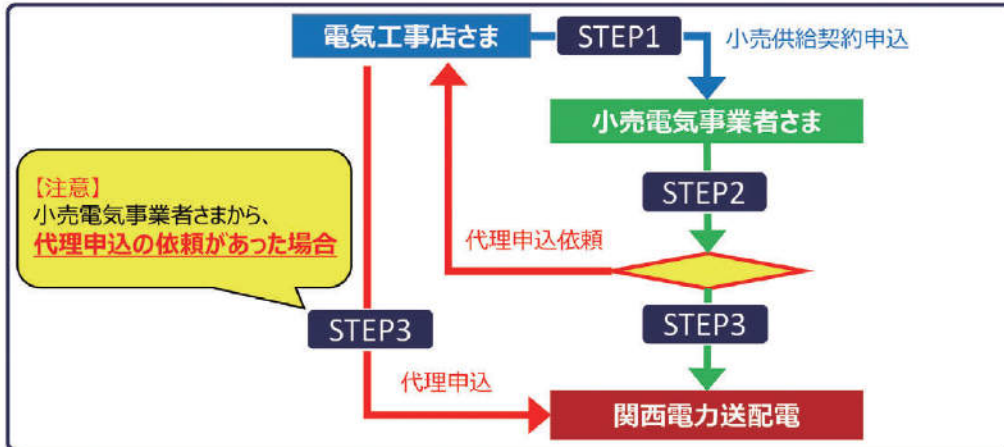 電気工事店さま
STEP1
小売供給契約申込
小売電気事業者さま
STEP2
【注意】
小売電気事業者さまから、
代理申込の依頼があった場合
代理申込依頼
STEP3
STEP3
代理申込
関西電力送配電